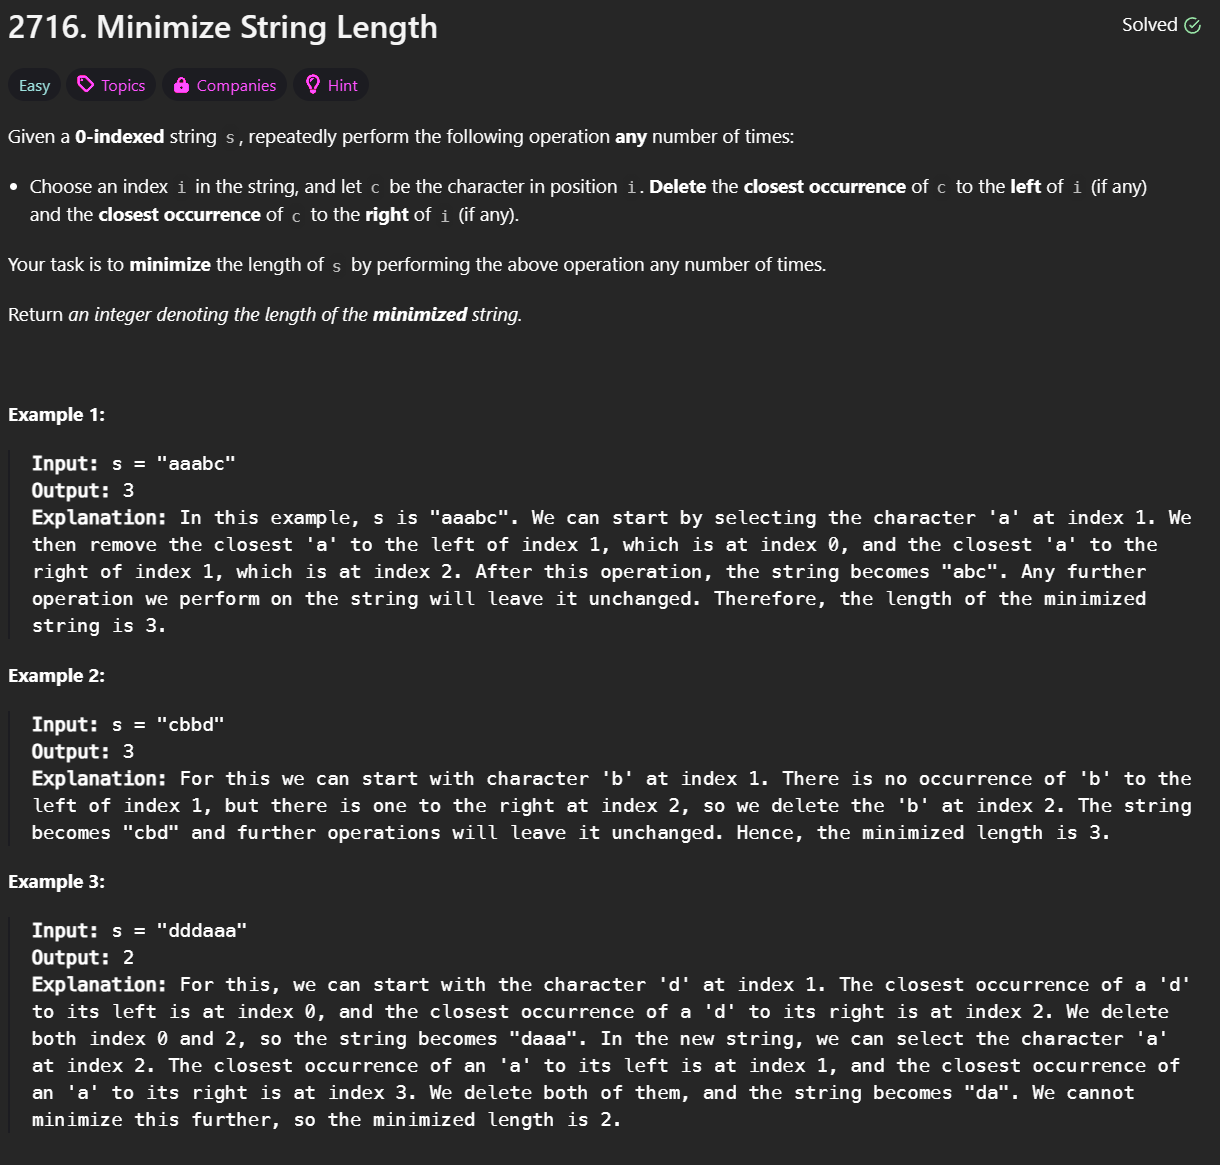 2716. Minimize String Length
Solved
Easy Topics Companies Hint
Given a 0-indexed string s, repeatedly perform the following operation any number of times:
• Choose an index i in the string, and let c be the character in position i. Delete the closest occurrence of c to the left of i (if any)
and the closest occurrence of c to the right of i (if any).
Your task is to minimize the length of s by performing the above operation any number of times.
Return an integer denoting the length of the minimized string.
Example 1:
Input: s = "aaabc"
Output: 3
Explanation: In this example, s is "aaabc". We can start by selecting the character 'a' at index 1. We
then remove the closest 'a' to the left of index 1, which is at index 0, and the closest 'a' to the
right of index 1, which is at index 2. After this operation, the string becomes "abc". Any further
operation we perform on the string will leave it unchanged. Therefore, the length of the minimized
string is 3.
Example 2:
Input: s = "cbbd"
Output: 3
Explanation: For this we can start with character 'b' at index 1. There is no occurrence of 'b' to the
left of index 1, but there is one to the right at index 2, so we delete the 'b' at index 2. The string
becomes "cbd" and further operations will leave it unchanged. Hence, the minimized length is 3.
Example 3:
Input: s = "dddaaa"
Output: 2
Explanation: For this, we can start with the character 'd' at index 1. The closest occurrence of a 'd'
to its left is at index 0, and the closest occurrence of a 'd' to its right is at index 2. We delete
both index 0 and 2, so the string becomes "daaa". In the new string, we can select the character 'a'
at index 2. The closest occurrence of an 'a' to its left is at index 1, and the closest occurrence of
an 'a' to its right is at index 3. We delete both of them, and the string becomes "da". We cannot
minimize this further, so the minimized length is 2.